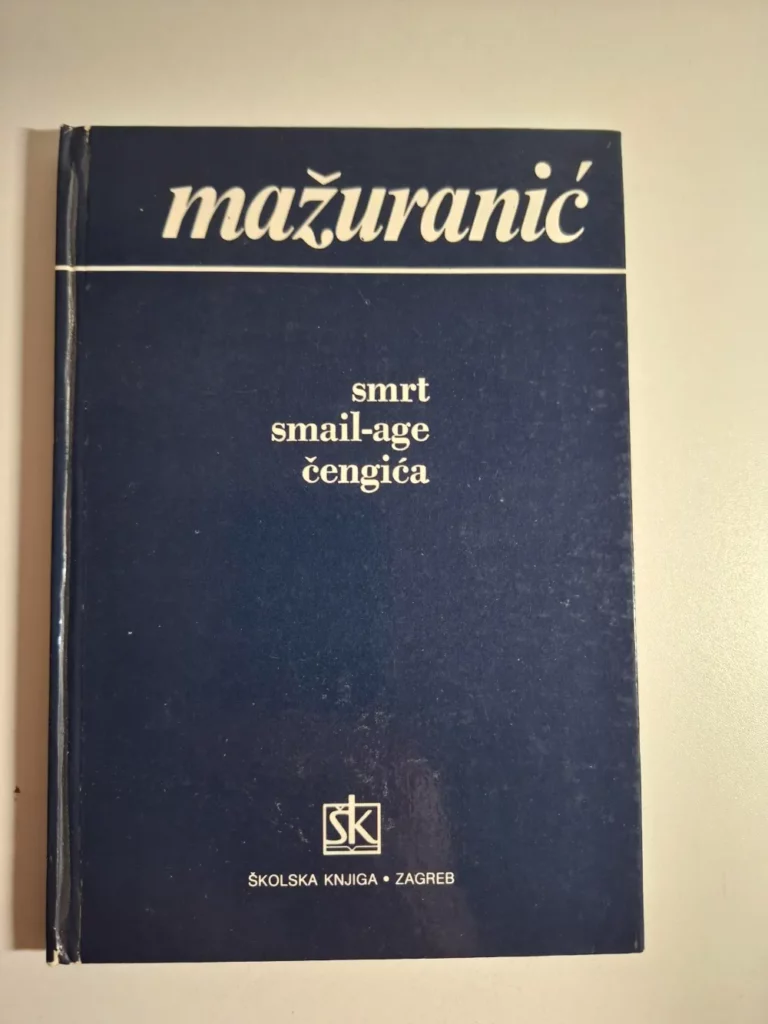 mažuranić
smrt
smail-age
čengića
šk
ŠKOLSKA KNJIGA • ZAGREB